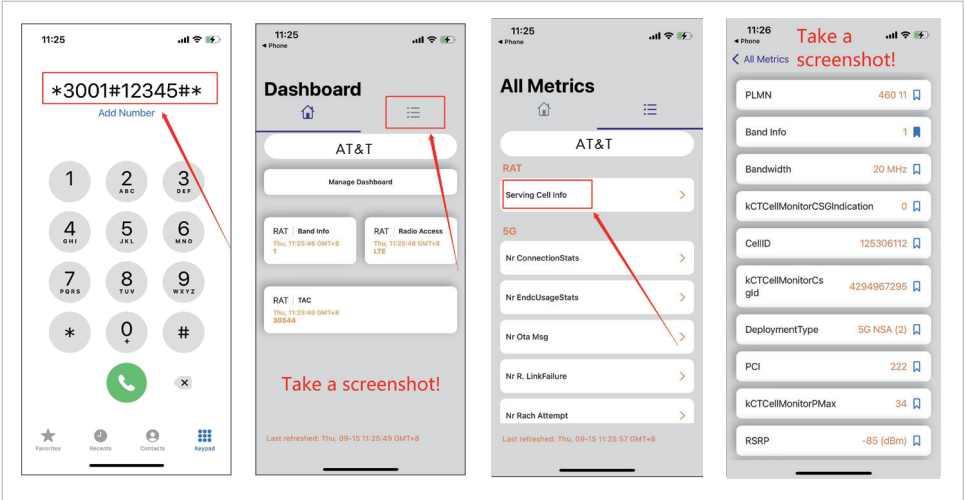 11:25
*3001#12345#*
Add Number
1
2
ABC
3
DEF
4
GHI
5
JKL
6
MNO
7
PQRS
8
TUV
9
WXYZ
*
0
+
#
Favorites
Recents
Contacts
Keypad
11:25
Phone
Dashboard
AT&T
Manage Dashboard
RAT | Band Info
Thu, 11:25:46 GMT+8
1
RAT | Radio Access
Thu, 11:25:46 GMT+8
LTE
RAT | TAC
Thu, 11:25:46 GMT+8
30544
Take a screenshot!
Last refreshed: Thu, 09-15 11:25:49 GMT+8
11:25
Phone
All Metrics
AT&T
RAT
Serving Cell Info
5G
Nr ConnectionStats
Nr EndcUsageStats
Nr Ota Msg
Nr R. LinkFailure
Nr Rach Attempt
Last refreshed: Thu, 09-15 11:25:57 GMT+8
11:26
Phone
Take a
screenshot!
All Metrics
PLMN 460 11
Band Info 1
Bandwidth 20 MHz
kCTCellMonitorCSGIndication 0
CellID 125306112
kCTCellMonitorCs
gId 4294967295
DeploymentType 5G NSA (2)
PCI 222
kCTCellMonitorPMax 34
RSRP -85 (dBm)